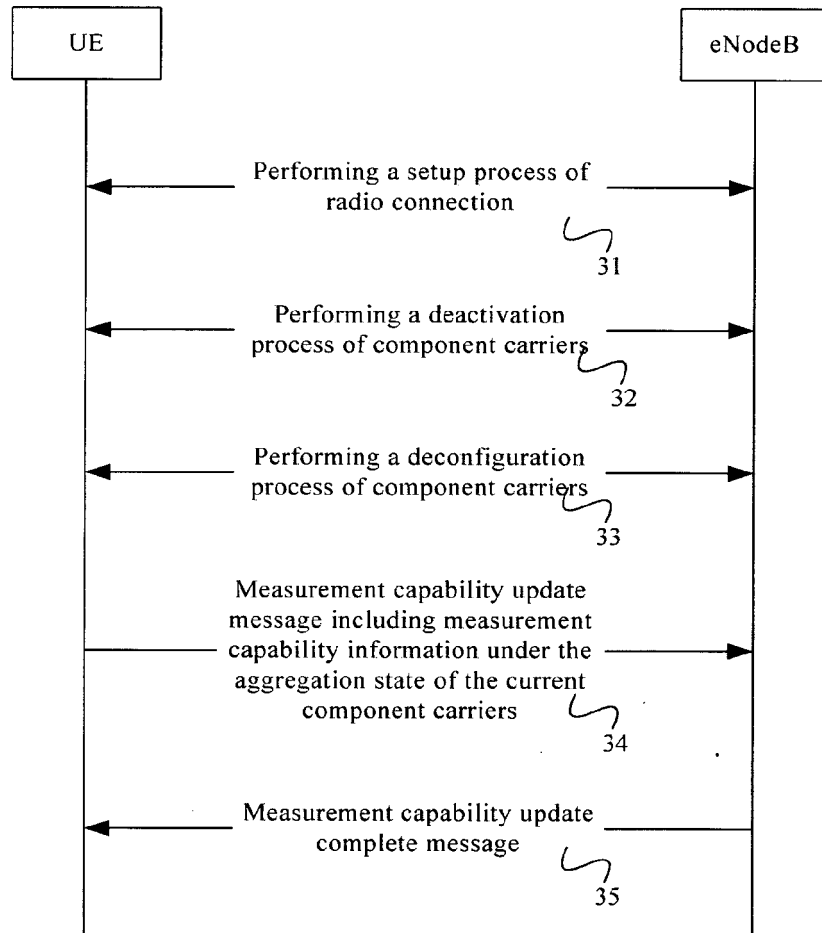 UE
eNodeB
Performing a setup process of
radio connection
31
Performing a deactivation
process of component carriers
32
Performing a deconfiguration
process of component carriers
33
Measurement capability update
message including measurement
capability information under the
aggregation state of the current
component carriers
34
Measurement capability update
complete message
35